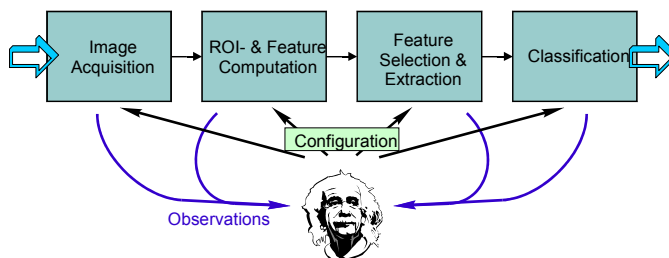 Image
Acquisition
ROI- & Feature
Computation
Feature
Selection &
Extraction
Classification
Configuration
Observations